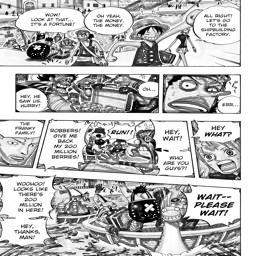 ALL RIGHT!
LET'S GO
TO THE
SHIPBUILDING
FACTORY.
OH YEAH,
THE MONEY,
THE MONEY.
WOW!
LOOK AT
THAT...
IT'S A
FORTUNE!
ERR...
OH...
HEY, HE
SAW US.
HURRY!
HEY,
WHAT?
HEY,
WAIT!
WHO
ARE YOU
GUYS?!
RUN!!
ROBBERS!
GIVE ME
BACK MY
200
MILLION
BERRIES!
THE
FRANKY
FAMILY!
WAIT--
PLEASE
WAIT!
WOOHOO!
LOOKS LIKE
THERE'S
200
MILLION
IN HERE!
HEY,
THANKS,
MAN!